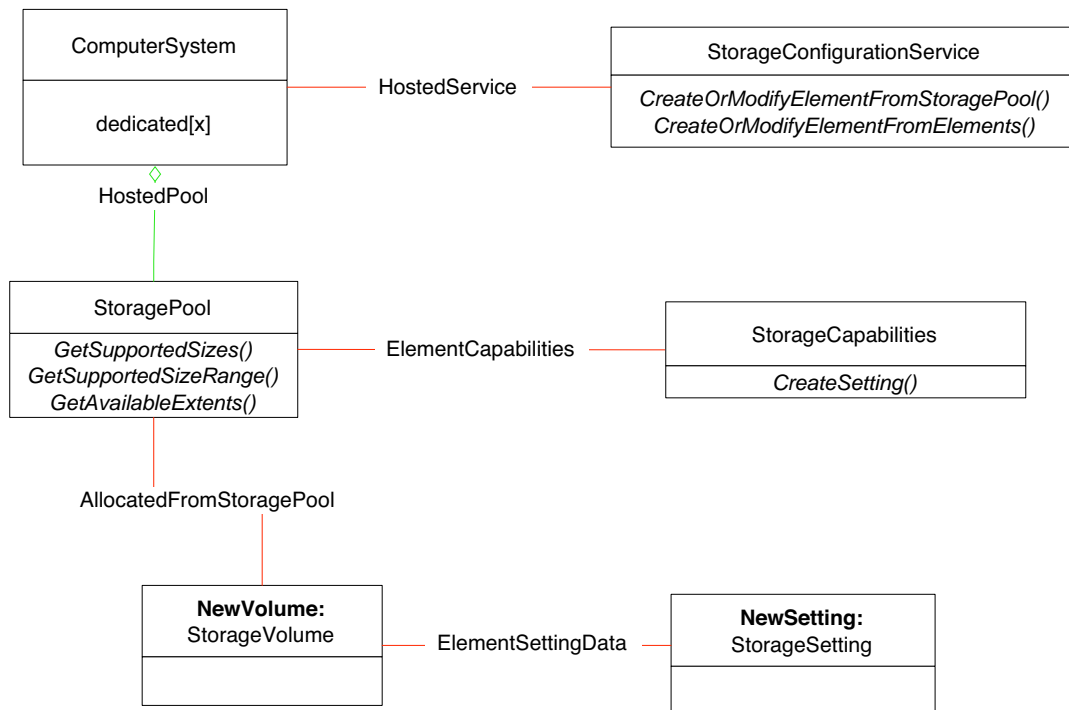 ComputerSystem
dedicated[x]
HostedService
StorageConfigurationService
CreateOrModifyElementFromStoragePool()
CreateOrModifyElementFromElements()
HostedPool
StoragePool
GetSupportedSizes()
GetSupportedSizeRange()
GetAvailableExtents()
ElementCapabilities
StorageCapabilities
CreateSetting()
AllocatedFromStoragePool
NewVolume:
StorageVolume
ElementSettingData
NewSetting:
StorageSetting